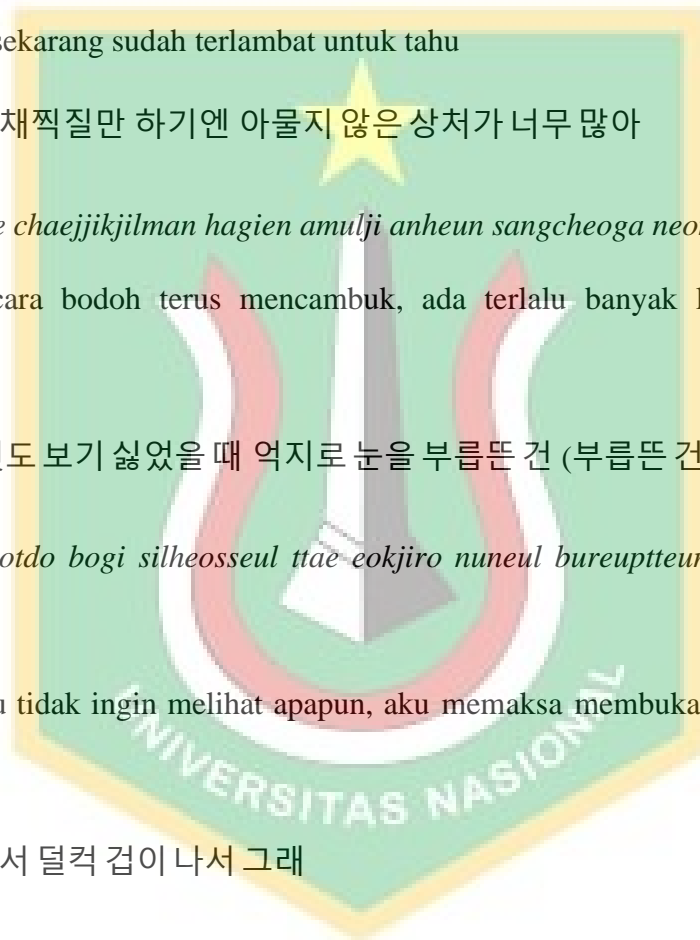 sekarang sudah terlambat untuk tahu
채찍질만 하기엔 아물지 않은 상처가 너무 많아
chaejjikjilman hagien amulji anheun sangcheoga
cara bodoh terus mencambuk, ada terlalu banyak
도 보기 싫었을 때 억지로 눈을 부릅뜬 건 (부릅뜬 건
bogi silheosseul ttae eokjiro nuneul
tidak ingin melihat apapun, aku memaksa membuka
서 덜컥 겁이 나서 그래
UNIVERSITAS NASIONAL